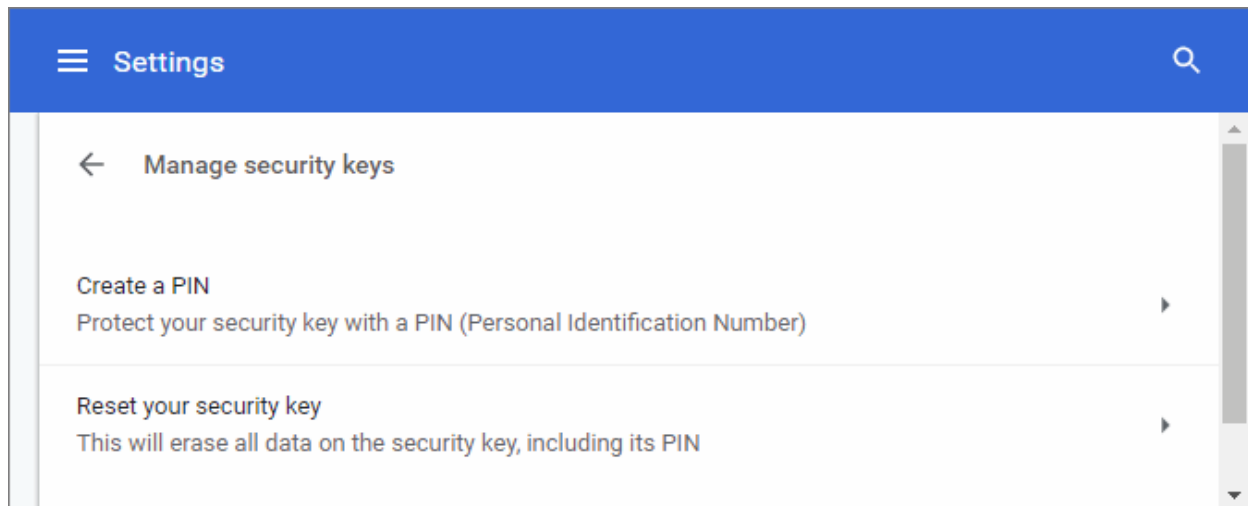 Settings
Manage security keys
Create a PIN
Protect your security key with a PIN (Personal Identification Number)
Reset your security key
This will erase all data on the security key, including its PIN